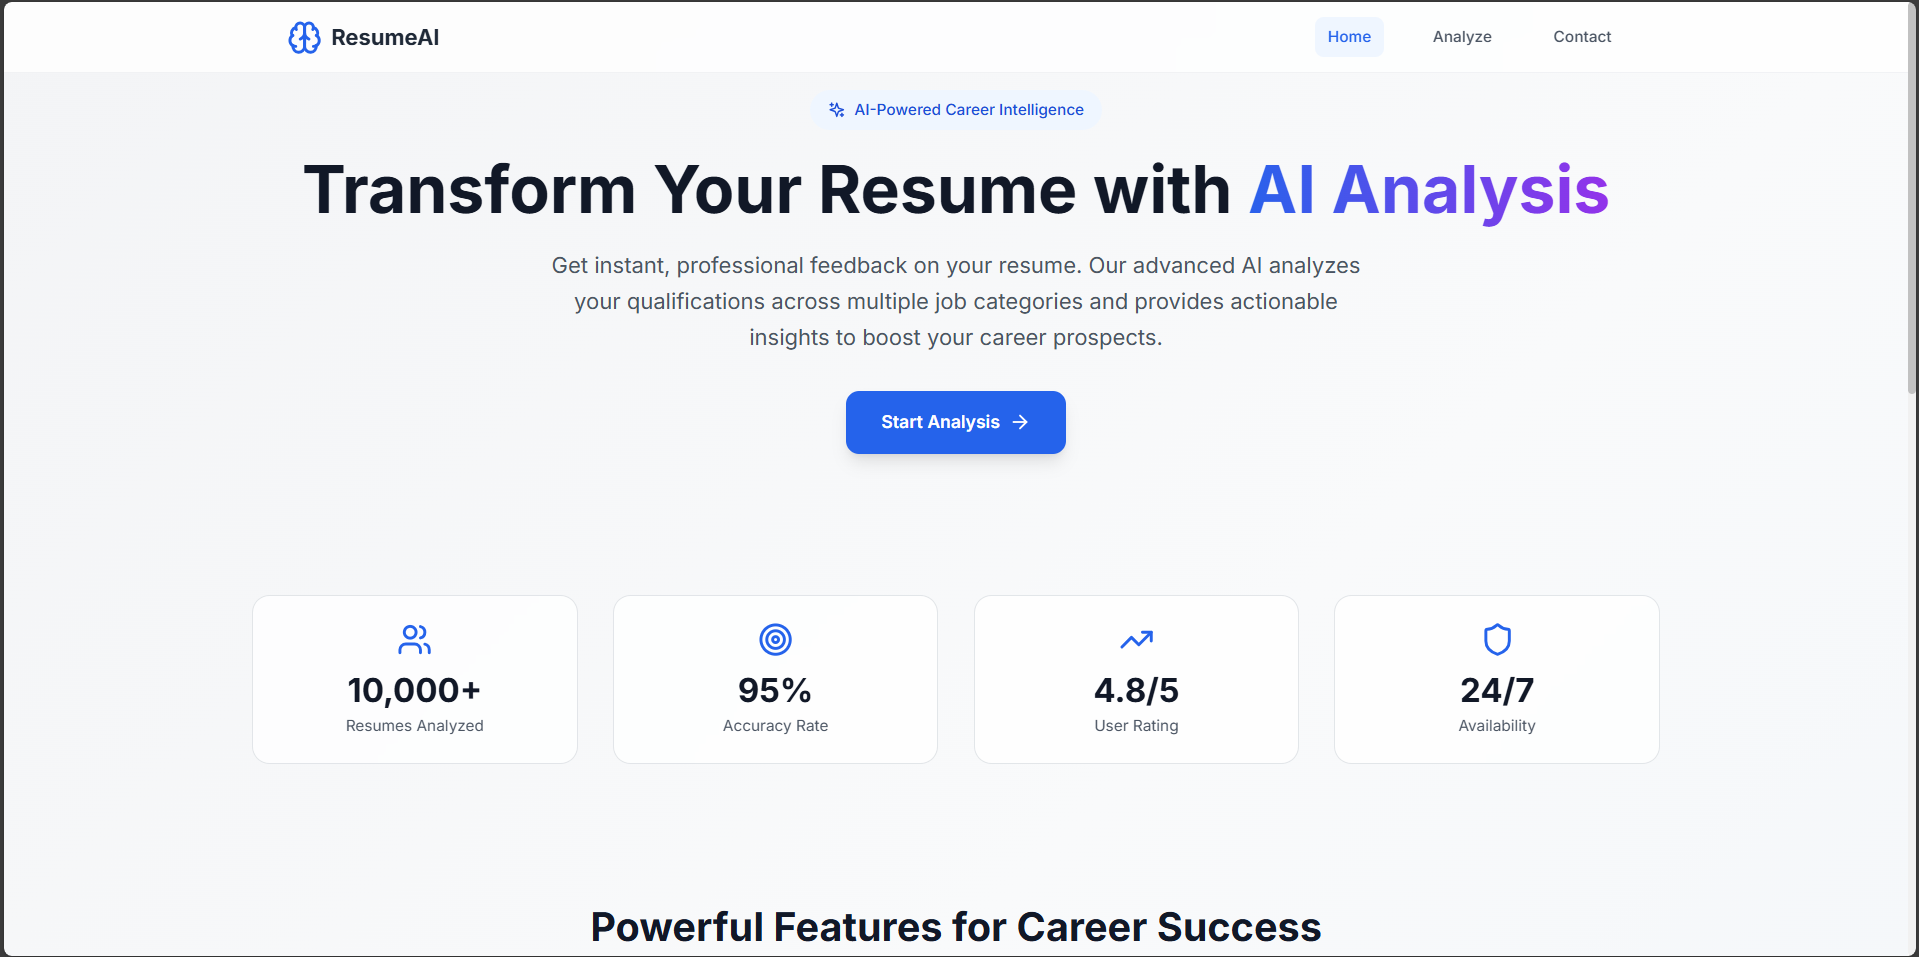 ResumeAI
Home
Analyze
Contact
AI-Powered Career Intelligence
Transform Your Resume with AI Analysis
Get instant, professional feedback on your resume. Our advanced AI analyzes
your qualifications across multiple job categories and provides actionable
insights to boost your career prospects.
Start Analysis
10,000+
Resumes Analyzed
95%
Accuracy Rate
4.8/5
User Rating
24/7
Availability
Powerful Features for Career Success